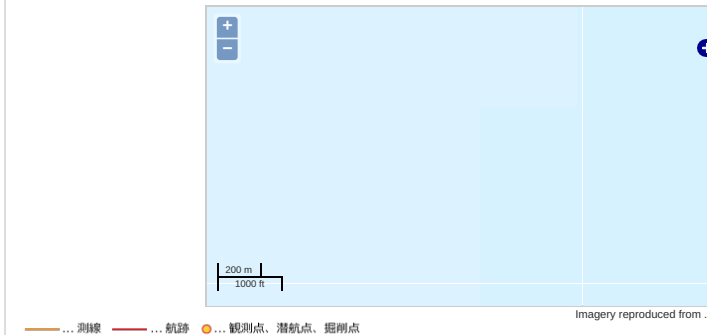 +
−
200 m
1000 ft
Imagery reproduced from .
... 測線 ... 航跡 ... 観測点、潜航点、掘削点